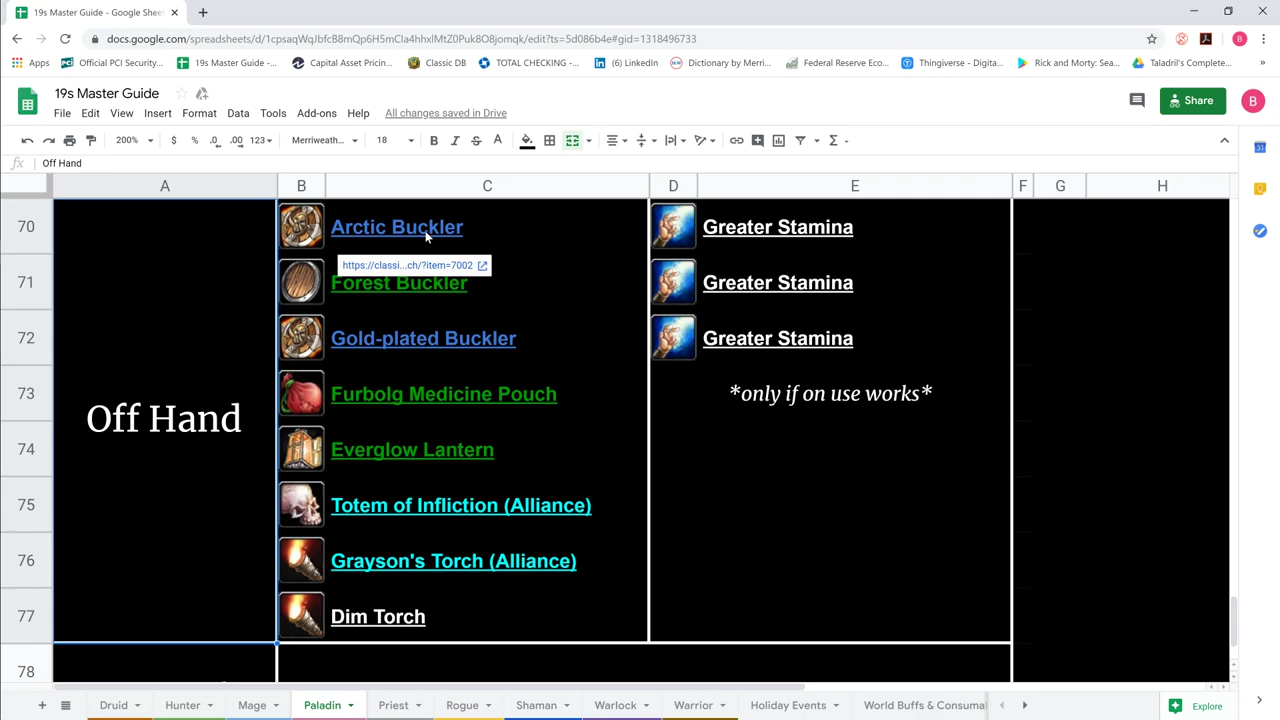 19s Master Guide - Google Shee
docs.google.com/spreadsheets/d/1cpsaqWqJbfcB8mQp6H5mCla4hhxlMtZ0Puk8O8jomqk/edit?ts=5d086b4e#gid=1318496733
B
Apps
Official PCI Security...
19s Master Guide -...
Capital Asset Pricin...
Classic DB
TOTAL CHECKING -...
(6) LinkedIn
Dictionary by Merri...
Federal Reserve Eco...
Thingiverse - Digita...
Rick and Morty: Sea...
Taladril's Complete...
19s Master Guide
File Edit View Insert Format Data Tools Add-ons Help All changes saved in Drive
Share
B
200% $ % .0 .00 123 Merriweath... 18 B I S A
fx Off Hand
A B C D E F G H
70 Arctic Buckler Greater Stamina
https://classi...ch/?item=7002
71 Forest Buckler Greater Stamina
72 Gold-plated Buckler Greater Stamina
73 Furbolg Medicine Pouch *only if on use works*
Off Hand
74 Everglow Lantern
75 Totem of Infliction (Alliance)
76 Grayson's Torch (Alliance)
77 Dim Torch
78
Druid Hunter Mage Paladin Priest Rogue Shaman Warlock Warrior Holiday Events World Buffs & Consuma
Explore